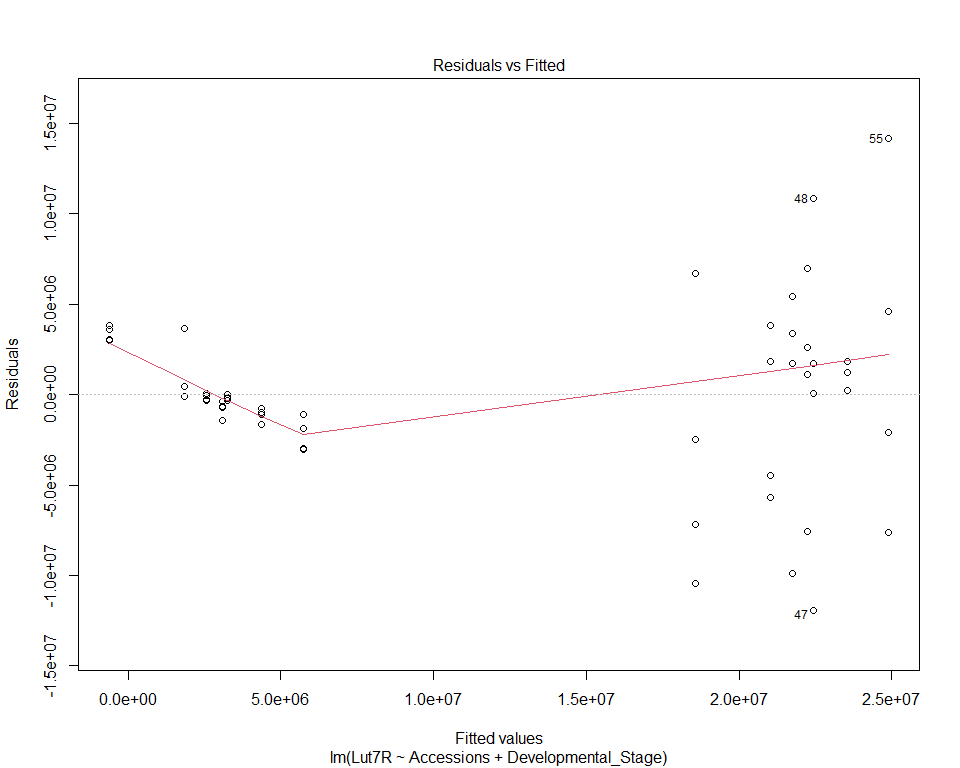 Residuals vs Fitted
Residuals
1.5e+07
1.0e+07
5.0e+06
0.0e+00
-5.0e+06
-1.0e+07
-1.5e+07
55
48
47
0.0e+00 5.0e+06 1.0e+07 1.5e+07 2.0e+07 2.5e+07
Fitted values
lm(Lut7R ~ Accessions + Developmental_Stage)